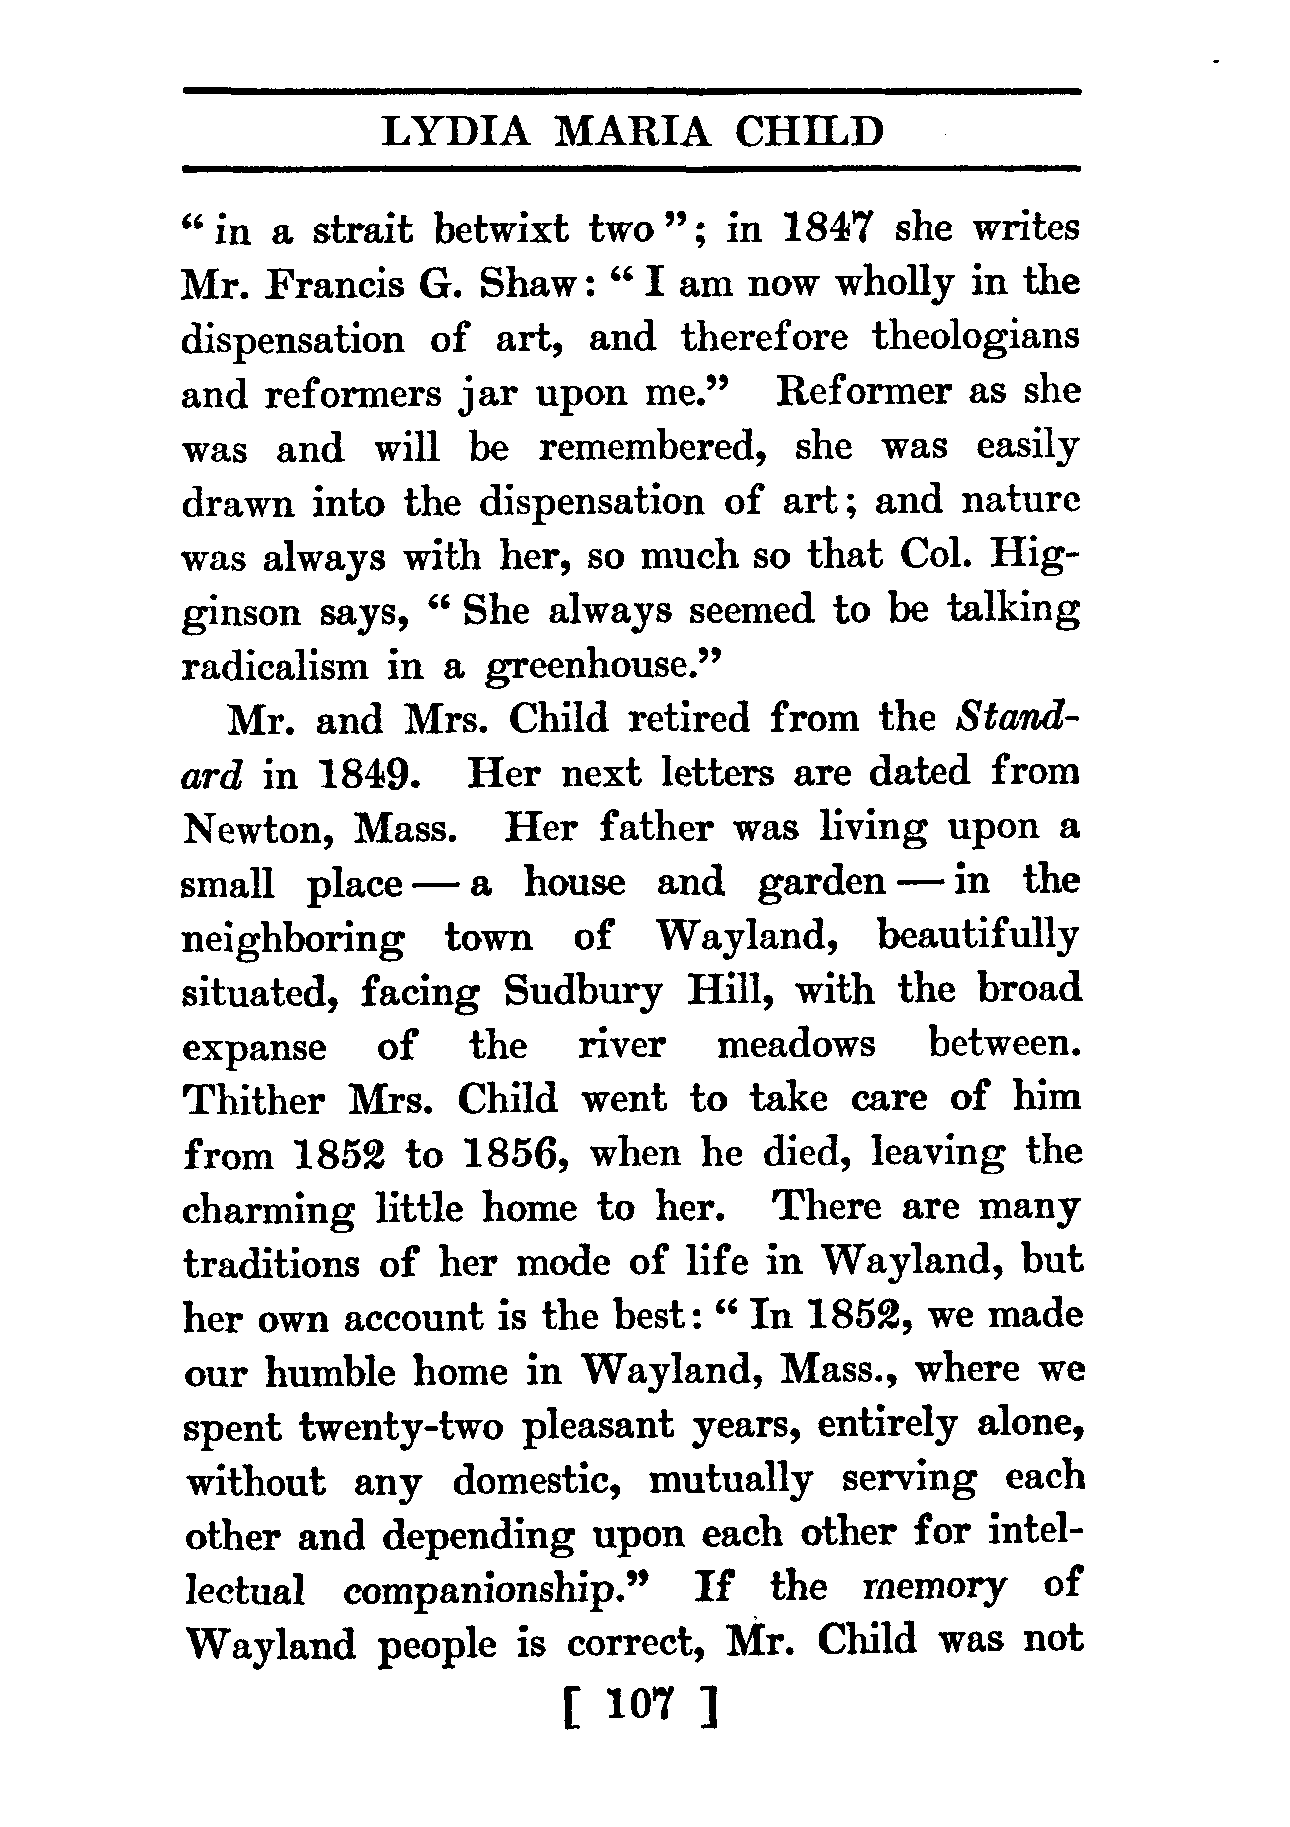 LYDIA MARIA CHILD
“ in a strait betwixt two ”; in 1847 she writes
Mr. Francis G. Shaw: “ I am now wholly in the
dispensation of art, and therefore theologians
and reformers jar upon me.” Reformer as she
was and will be remembered, she was easily
drawn into the dispensation of art; and nature
was always with her, so much so that Col. Hig-
ginson says, “ She always seemed to be talking
radicalism in a greenhouse.”
Mr. and Mrs. Child retired from the Stand-
ard in 1849. Her next letters are dated from
Newton, Mass. Her father was living upon a
small place — a house and garden — in the
neighboring town of Wayland, beautifully
situated, facing Sudbury Hill, with the broad
expanse of the river meadows between.
Thither Mrs. Child went to take care of him
from 1852 to 1856, when he died, leaving the
charming little home to her. There are many
traditions of her mode of life in Wayland, but
her own account is the best: “ In 1852, we made
our humble home in Wayland, Mass., where we
spent twenty-two pleasant years, entirely alone,
without any domestic, mutually serving each
other and depending upon each other for intel-
lectual companionship.” If the memory of
Wayland people is correct, Mr. Child was not
[ 107 ]